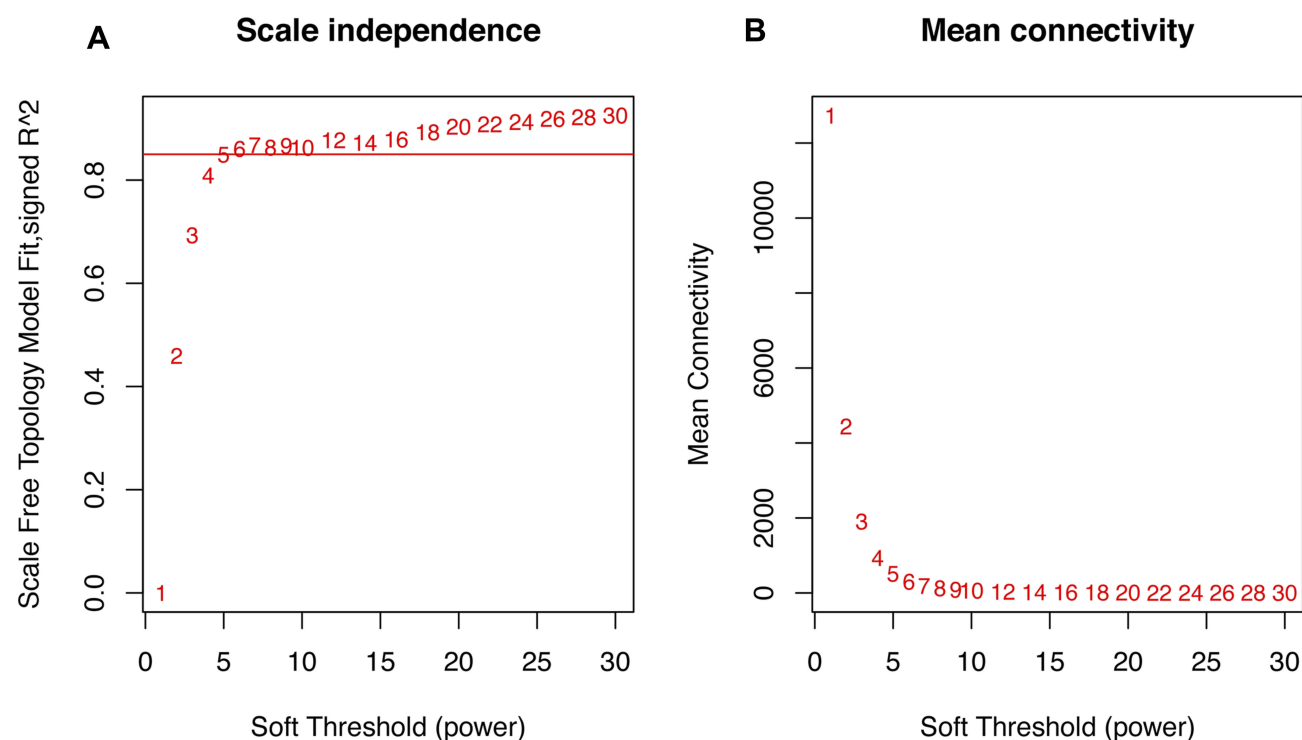 A
Scale independence
Scale Free Topology Model Fit,signed R^2
0.0 0.2 0.4 0.6 0.8
1 2 3 4 5 6 7 8 9 10 12 14 16 18 20 22 24 26 28 30
0 5 10 15 20 25 30
Soft Threshold (power)
B
Mean connectivity
Mean Connectivity
0 2000 6000 10000
1 2 3 4 5 6 7 8 9 10 12 14 16 18 20 22 24 26 28 30
0 5 10 15 20 25 30
Soft Threshold (power)